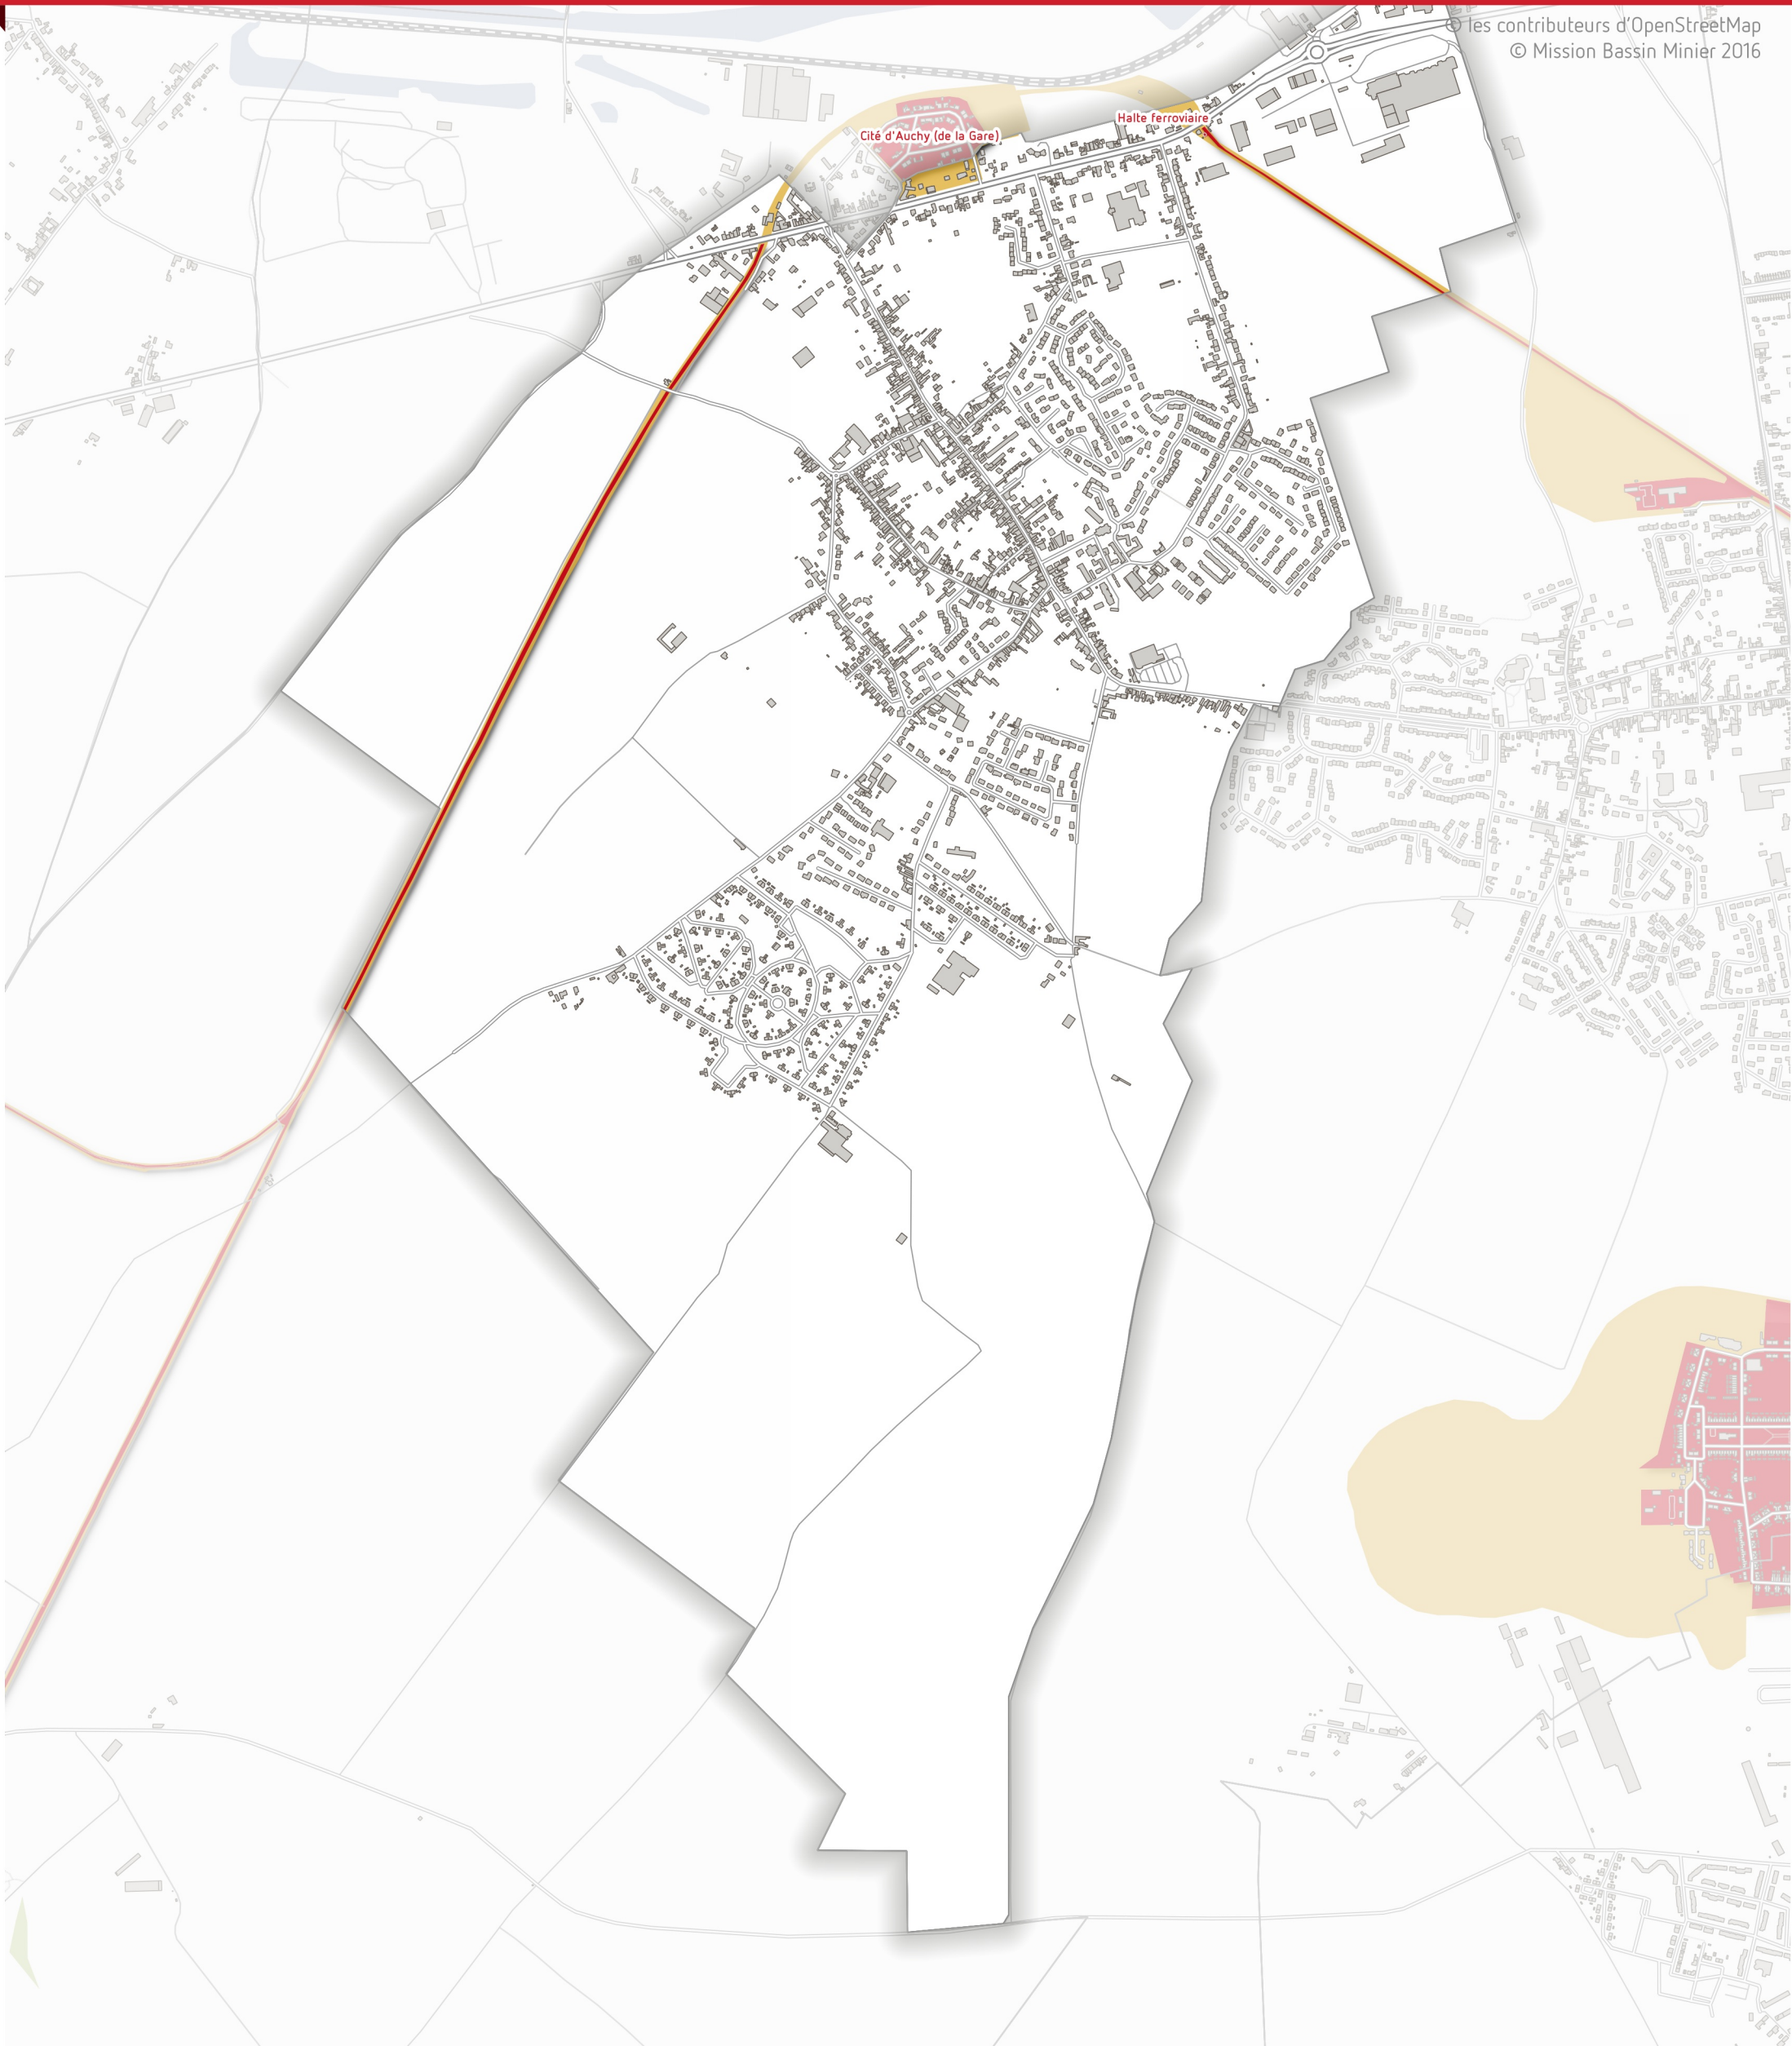 © les contributeurs d'OpenStreetMap
© Mission Bassin Minier 2016
Halte ferroviaire
Cité d'Auchy (de la Gare)